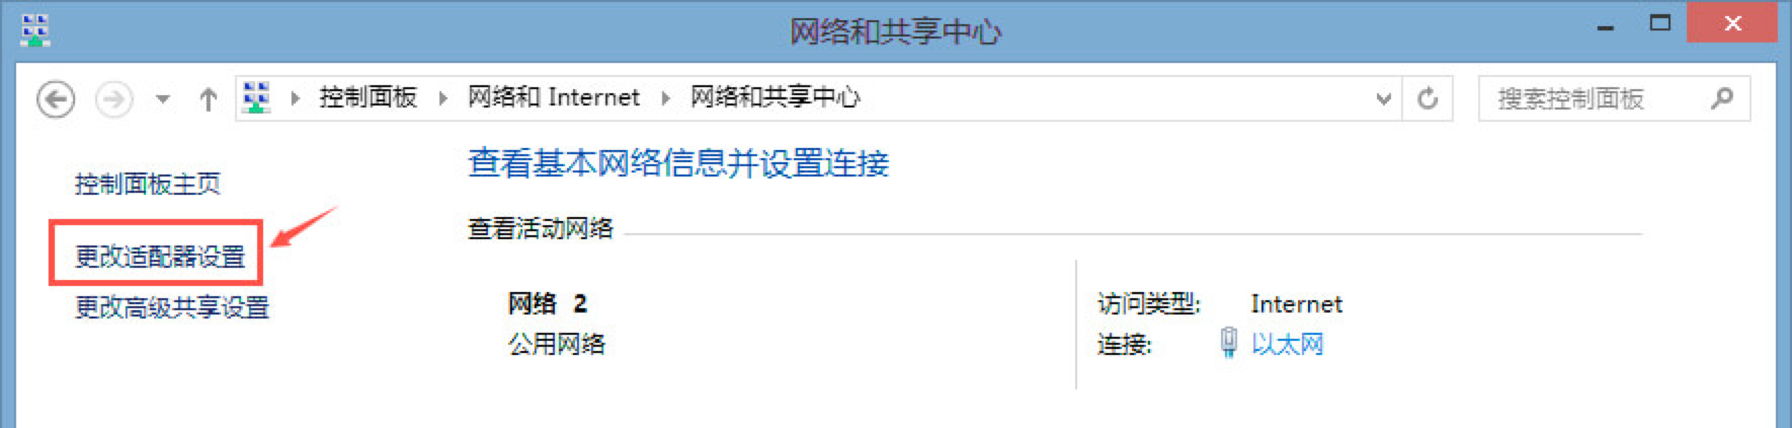 网络和共享中心
控制面板 网络和 Internet 网络和共享中心
搜索控制面板
控制面板主页
更改适配器设置
更改高级共享设置
查看基本网络信息并设置连接
查看活动网络
网络 2
公用网络
访问类型: Internet
连接: 以太网